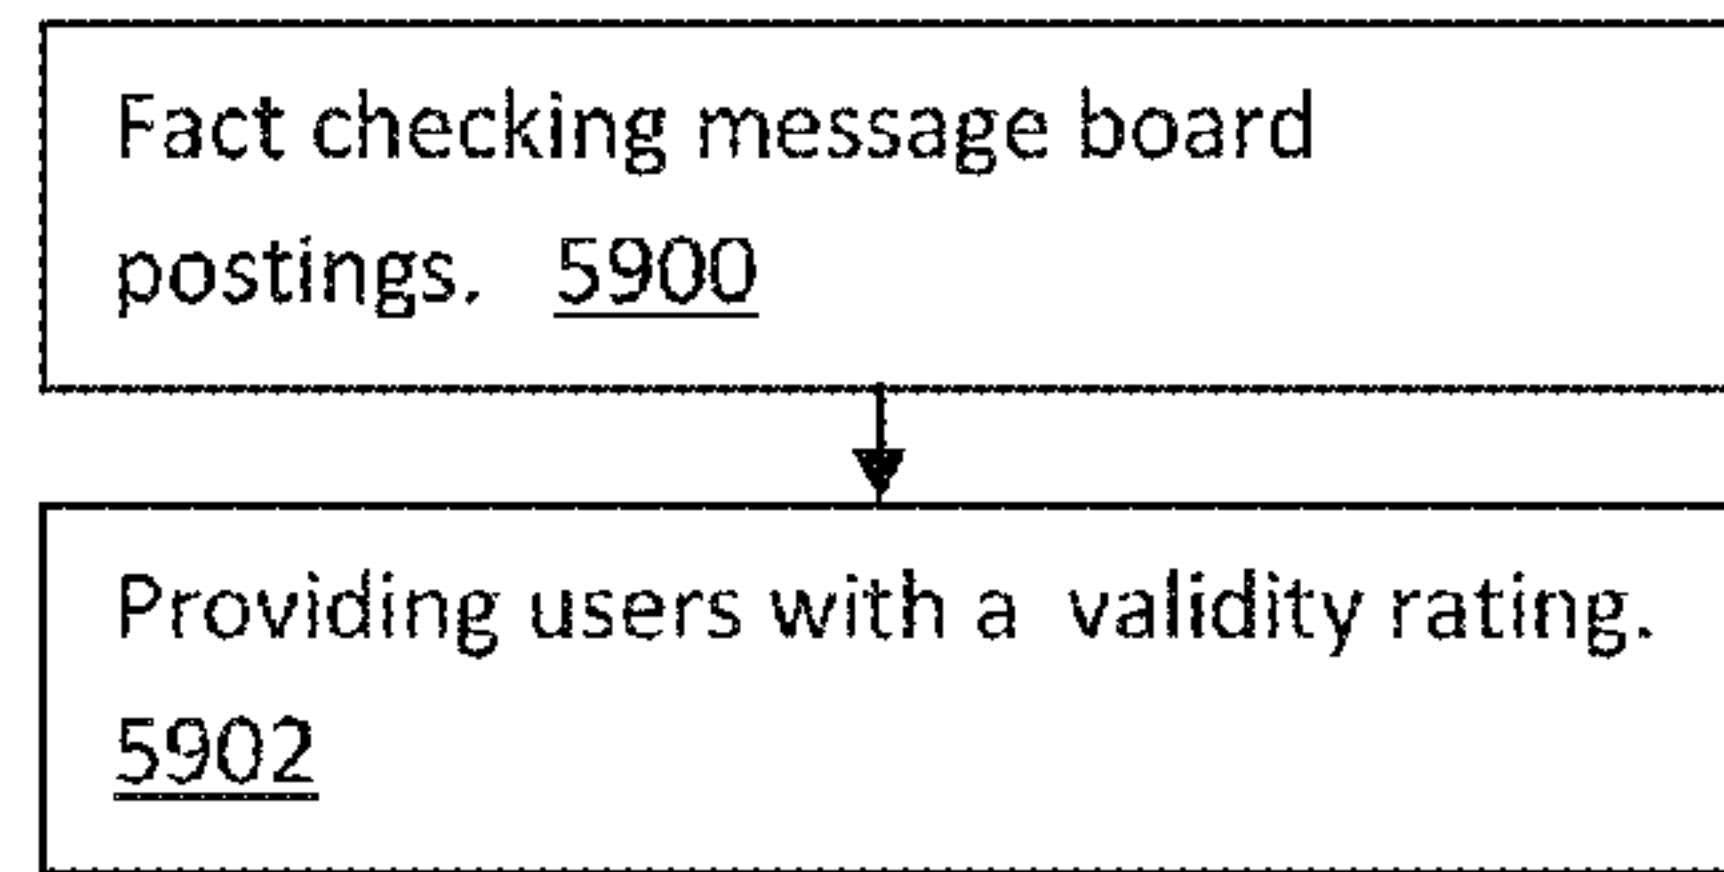 Fact checking message board
postings. 5900
Providing users with a validity rating.
5902